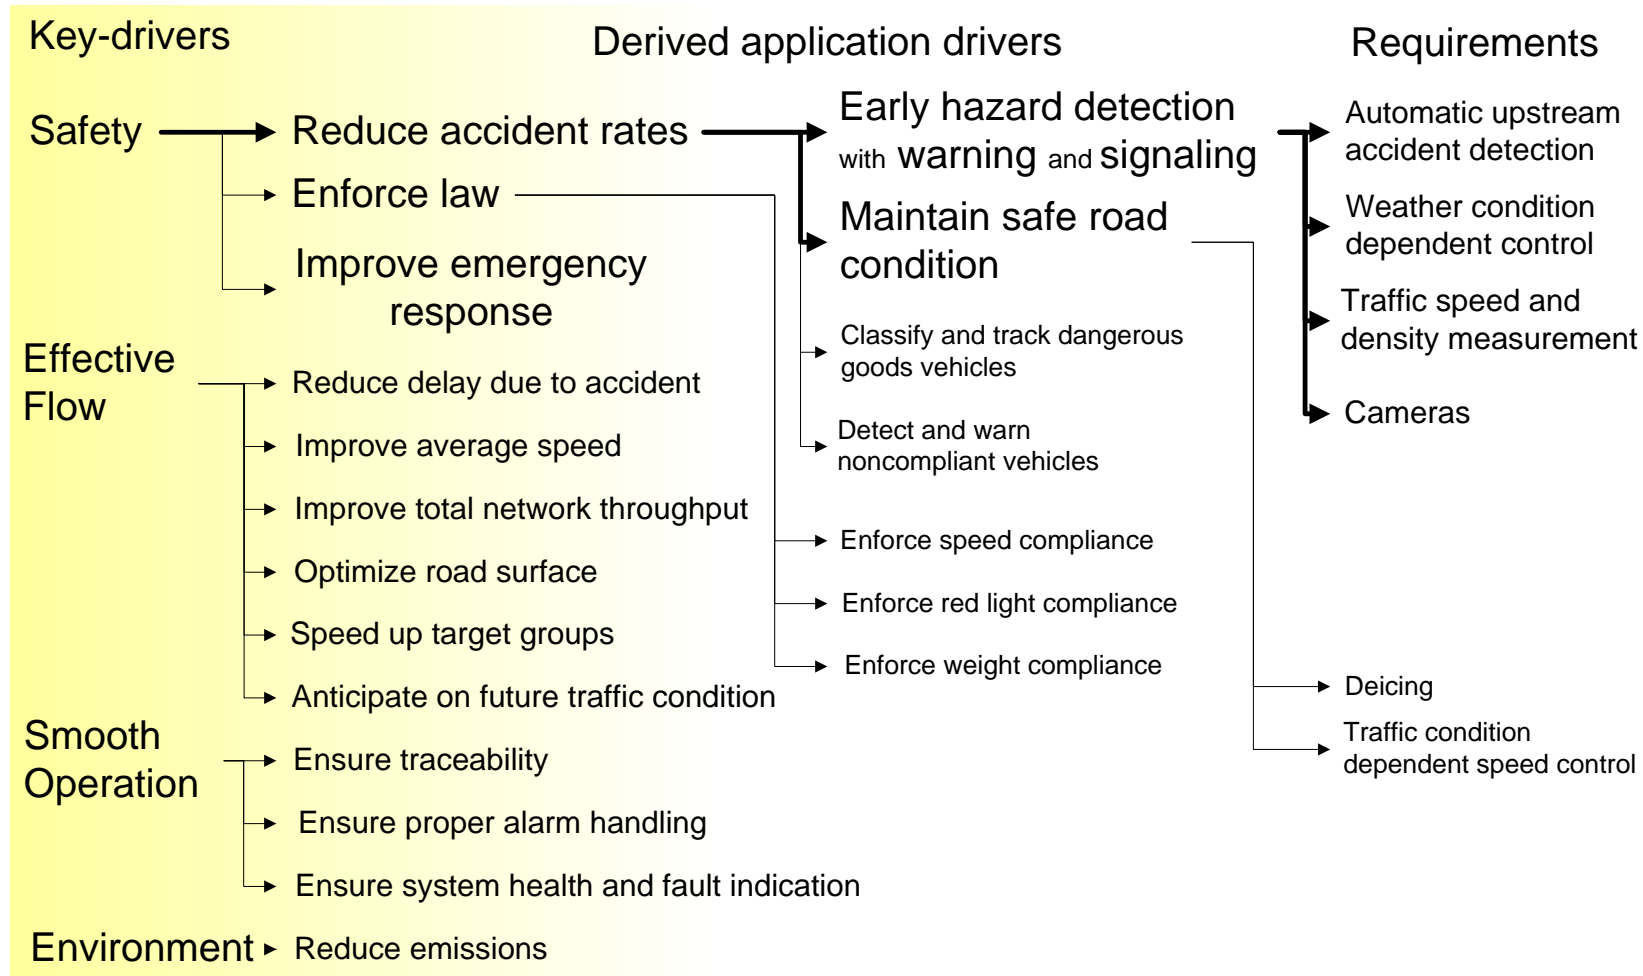 Key-drivers
Derived application drivers
Requirements
Safety
Reduce accident rates
Enforce law
Improve emergency
response
Early hazard detection
with warning and signaling
Maintain safe road
condition
Classify and track dangerous
goods vehicles
Detect and warn
noncompliant vehicles
Enforce speed compliance
Enforce red light compliance
Enforce weight compliance
Automatic upstream
accident detection
Weather condition
dependent control
Traffic speed and
density measurement
Cameras
Deicing
Traffic condition
dependent speed control
Effective
Flow
Reduce delay due to accident
Improve average speed
Improve total network throughput
Optimize road surface
Speed up target groups
Anticipate on future traffic condition
Smooth
Operation
Ensure traceability
Ensure proper alarm handling
Ensure system health and fault indication
Environment
Reduce emissions